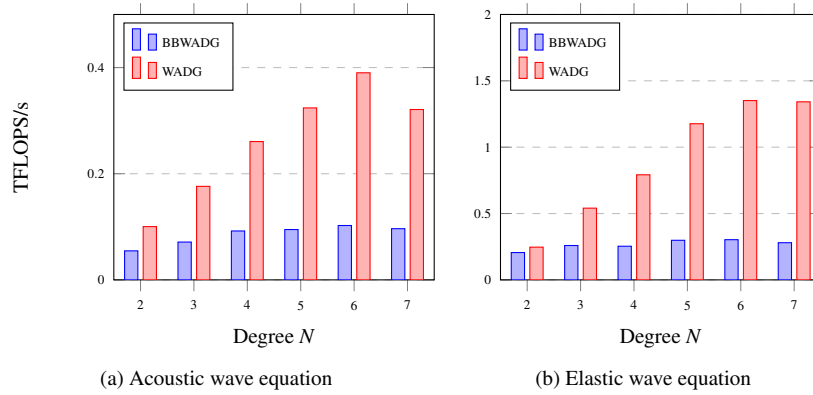 TFLOPS/s
0.4
0.2
0
BBWADG
WADG
2 3 4 5 6 7
Degree N
(a) Acoustic wave equation
2
1.5
1
0.5
0
BBWADG
WADG
2 3 4 5 6 7
Degree N
(b) Elastic wave equation